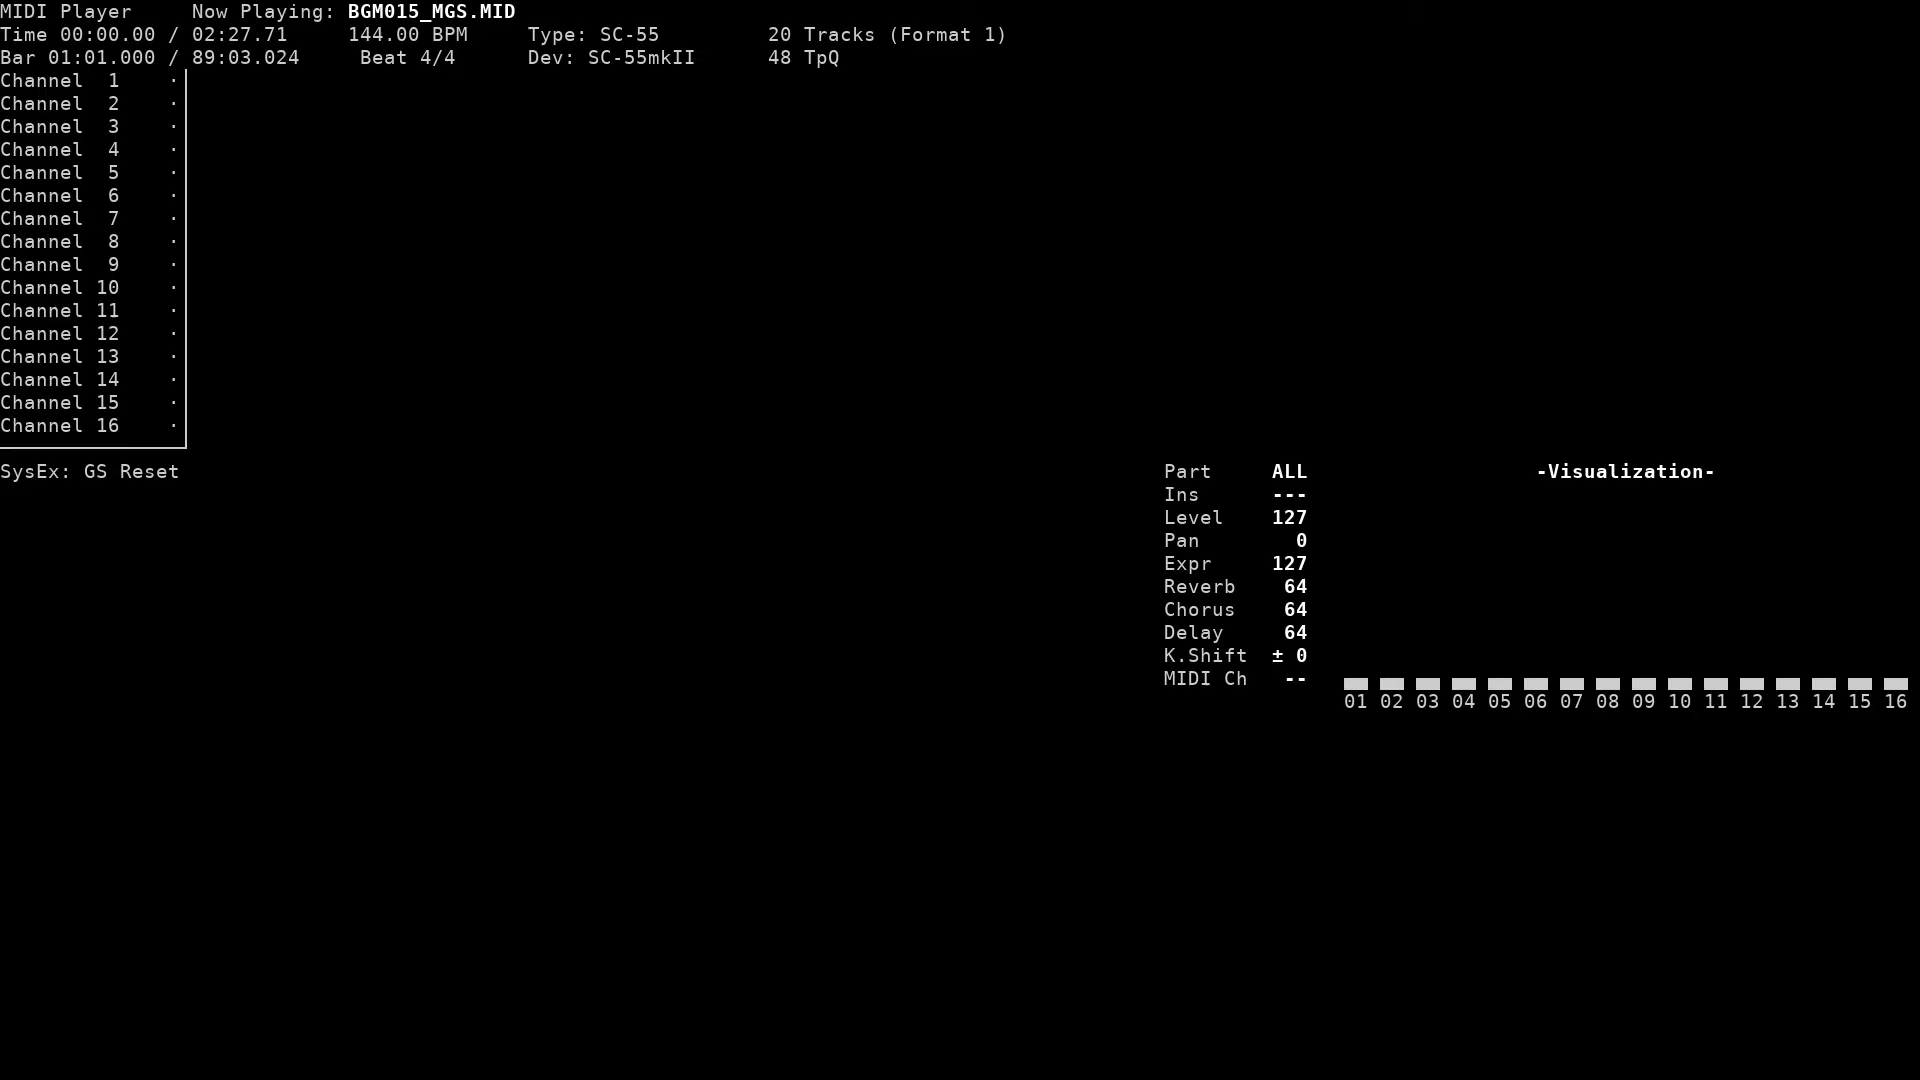 MIDI Player     Now Playing: BGM015_MGS.MID
Time 00:00.00 / 02:27.71     144.00 BPM     Type: SC-55         20 Tracks (Format 1)
Bar 01:01.000 / 89:03.024     Beat 4/4      Dev: SC-55mkII      48 TpQ
Channel  1    ·
Channel  2    ·
Channel  3    ·
Channel  4    ·
Channel  5    ·
Channel  6    ·
Channel  7    ·
Channel  8    ·
Channel  9    ·
Channel 10    ·
Channel 11    ·
Channel 12    ·
Channel 13    ·
Channel 14    ·
Channel 15    ·
Channel 16    ·
SysEx: GS Reset
Part     ALL
Ins      ---
Level    127
Pan        0
Expr     127
Reverb    64
Chorus    64
Delay     64
K.Shift  ± 0
MIDI Ch   --
-Visualization-
01 02 03 04 05 06 07 08 09 10 11 12 13 14 15 16